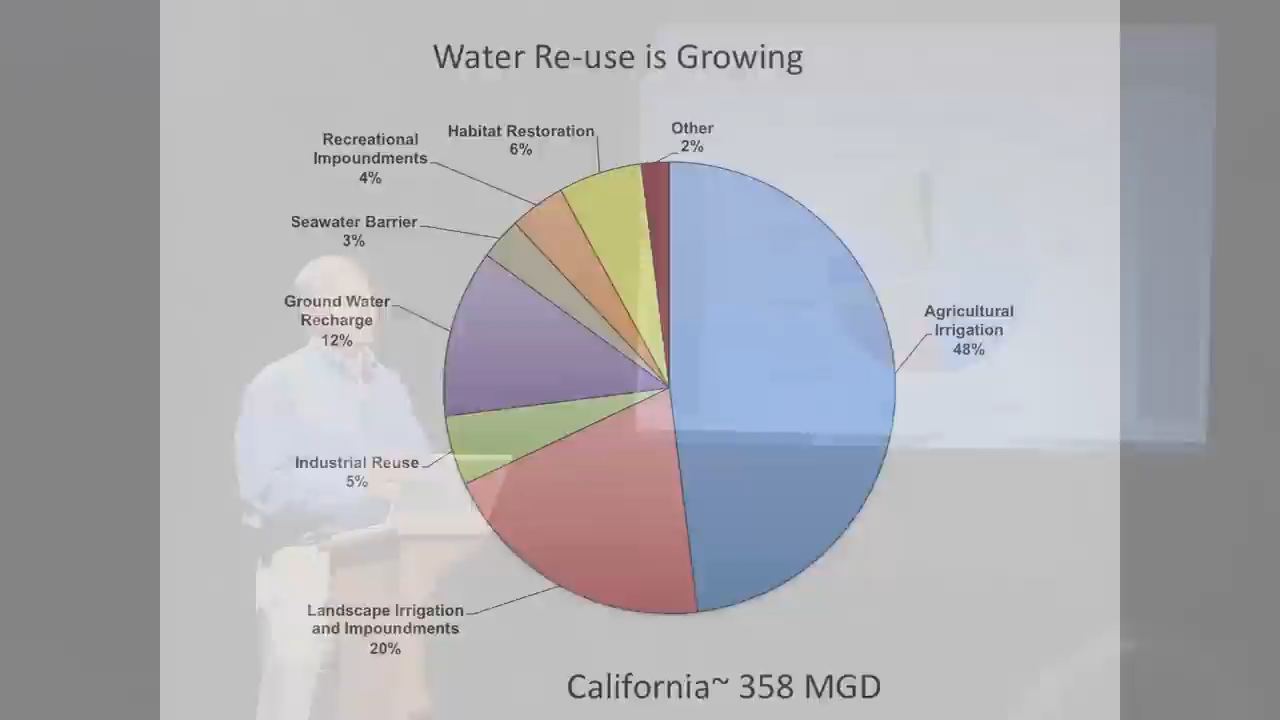 Water Re-use is Growing
Other
2%
Habitat Restoration
6%
Recreational
Impoundments
4%
Seawater Barrier
3%
Ground Water
Recharge
12%
Agricultural
Irrigation
48%
Industrial Reuse
5%
Landscape Irrigation
and Impoundments
20%
California~ 358 MGD